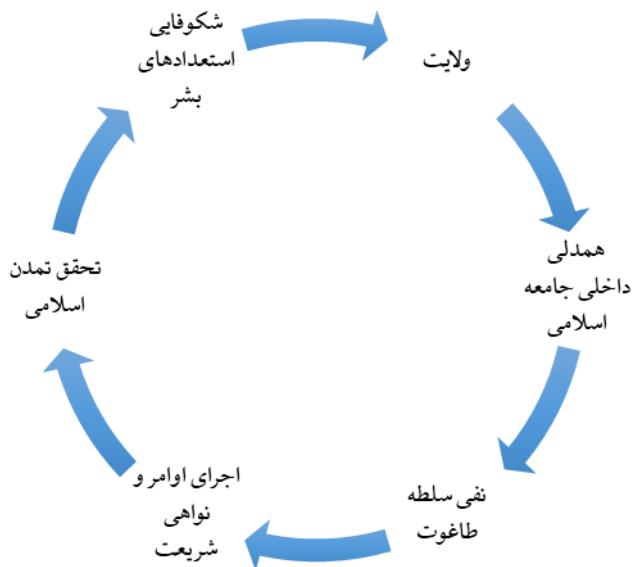 ولایت
همدلی
داخلی جامعه
اسلامی
نفی سلطه
طاغوت
اجرای اوامر و
نواهی
شریعت
تحقق تمدن
اسلامی
شکوفایی
استعدادهای
بشر